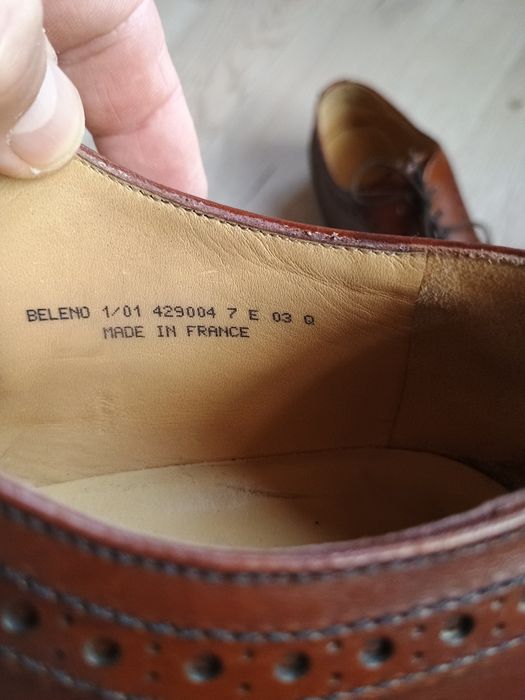 BELENO 1/01 429004 7 E 03 Q
MADE IN FRANCE